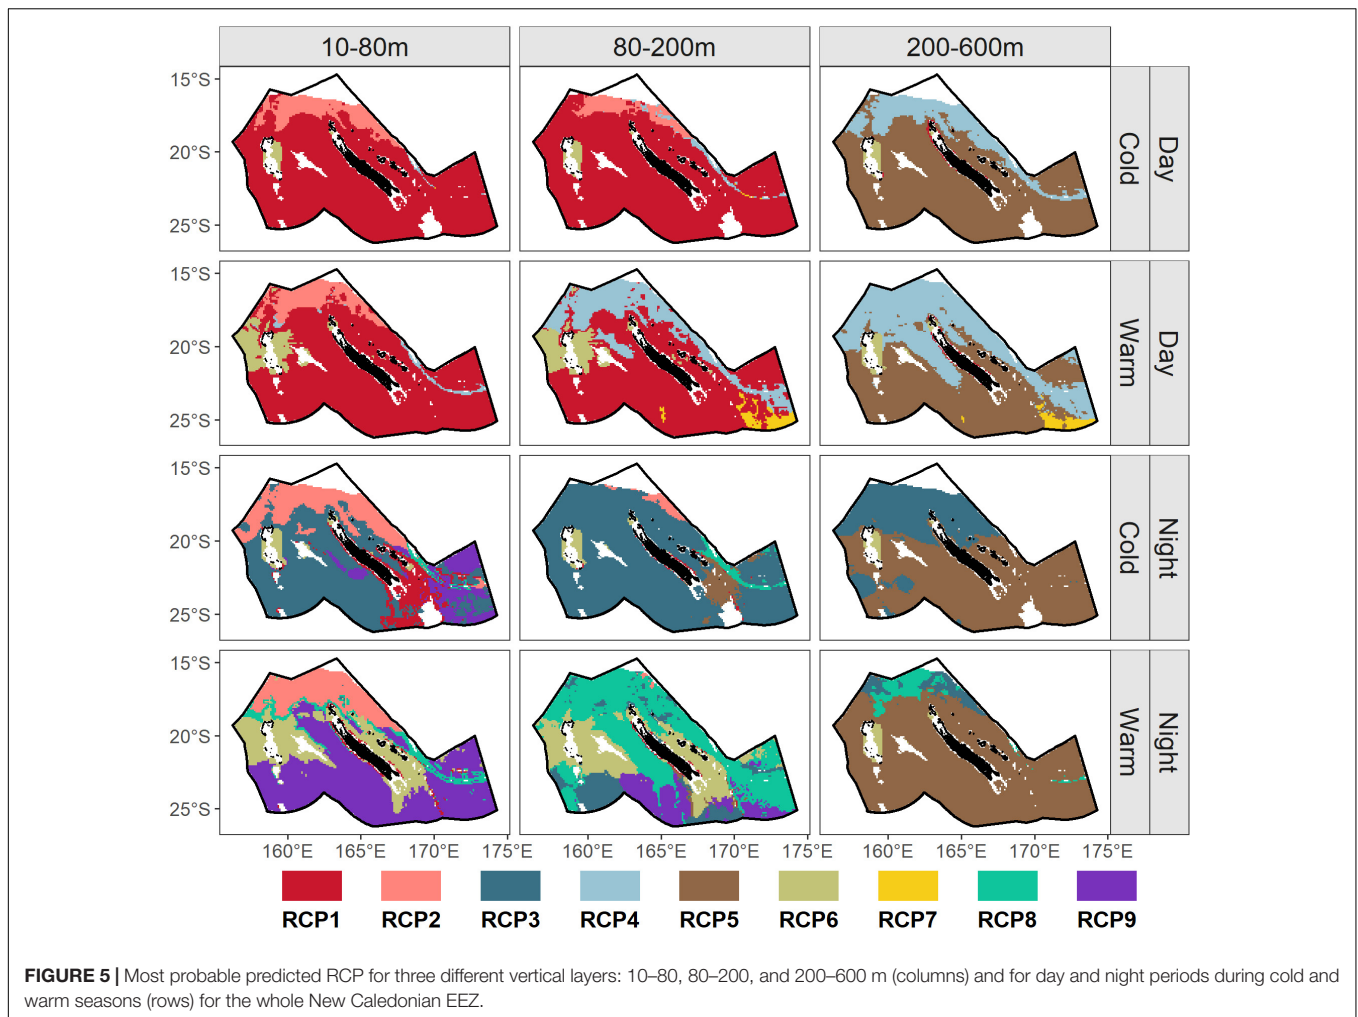 10-80m 80-200m 200-600m
15°S
20°S
25°S
Day
Cold
15°S
20°S
25°S
Day
Warm
15°S
20°S
25°S
Night
Cold
15°S
20°S
25°S
Night
Warm
160°E 165°E 170°E 175°E 160°E 165°E 170°E 175°E 160°E 165°E 170°E 175°E
RCP1 RCP2 RCP3 RCP4 RCP5 RCP6 RCP7 RCP8 RCP9
FIGURE 5 | Most probable predicted RCP for three different vertical layers: 10–80, 80–200, and 200–600 m (columns) and for day and night periods during cold and
warm seasons (rows) for the whole New Caledonian EEZ.